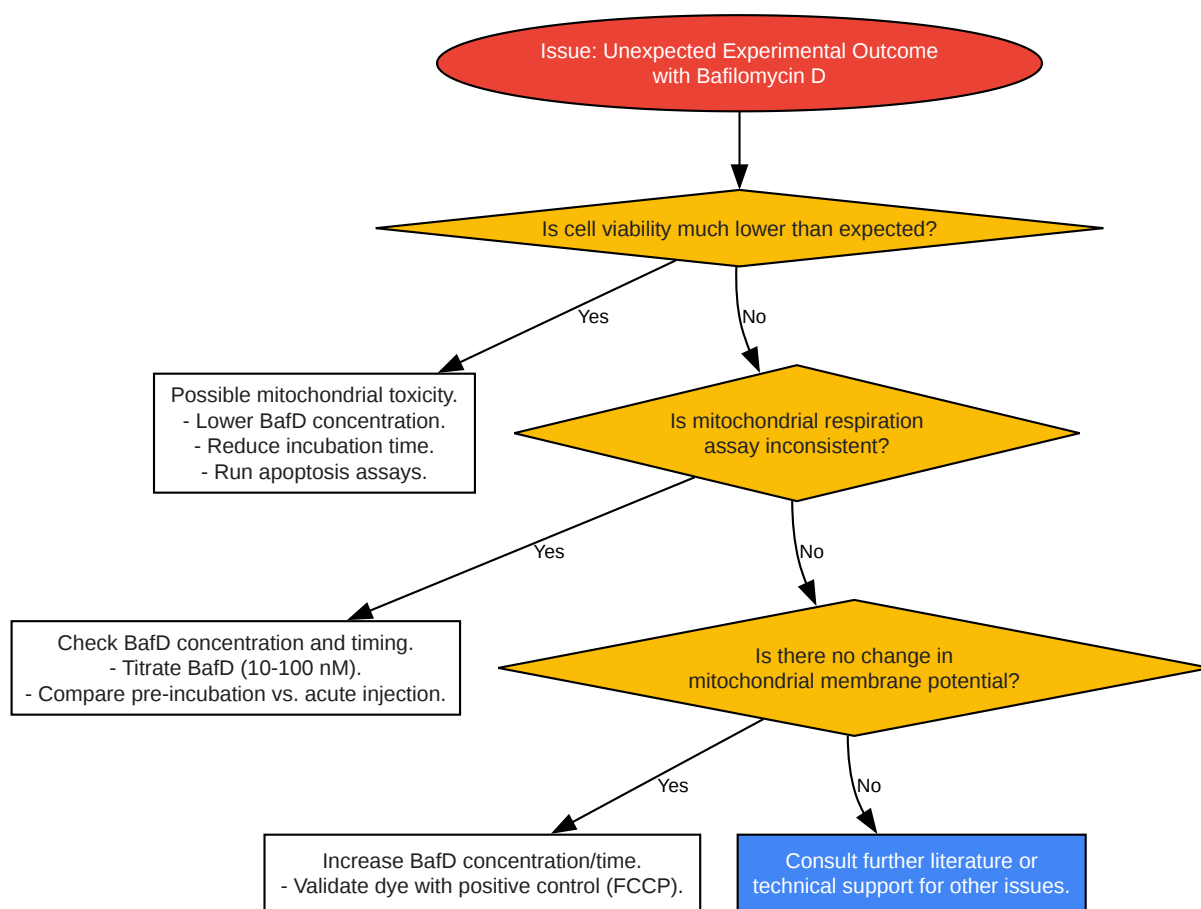 Issue: Unexpected Experimental Outcome
with Bafilomycin D
Is cell viability much lower than expected?
Yes
No
Possible mitochondrial toxicity.
- Lower BafD concentration.
- Reduce incubation time.
- Run apoptosis assays.
Is mitochondrial respiration
assay inconsistent?
Yes
No
Check BafD concentration and timing.
- Titrate BafD (10-100 nM).
- Compare pre-incubation vs. acute injection.
Is there no change in
mitochondrial membrane potential?
Yes
No
Increase BafD concentration/time.
- Validate dye with positive control (FCCP).
Consult further literature or
technical support for other issues.